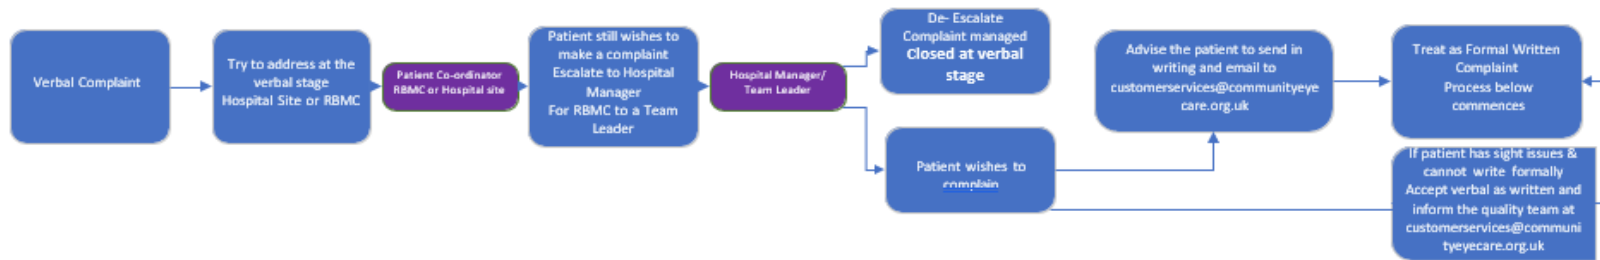 Verbal Complaint
Try to address at the
verbal stage
Hospital Site or RBMC
Patient Co-ordinator
RBMC or Hospital site
Patient still wishes to
make a complaint
Escalate to Hospital
Manager
For RBMC to a Team
Leader
Hospital Manager/
Team Leader
De- Escalate
Complaint managed
Closed at verbal
stage
Patient wishes to
complain
Advise the patient to send in
writing and email to
customerservices@communityeye
care.org.uk
Treat as Formal Written
Complaint
Process below
commences
If patient has sight issues &
cannot write formally
Accept verbal as written and
inform the quality team at
customerservices@communi
tyeyecare.org.uk